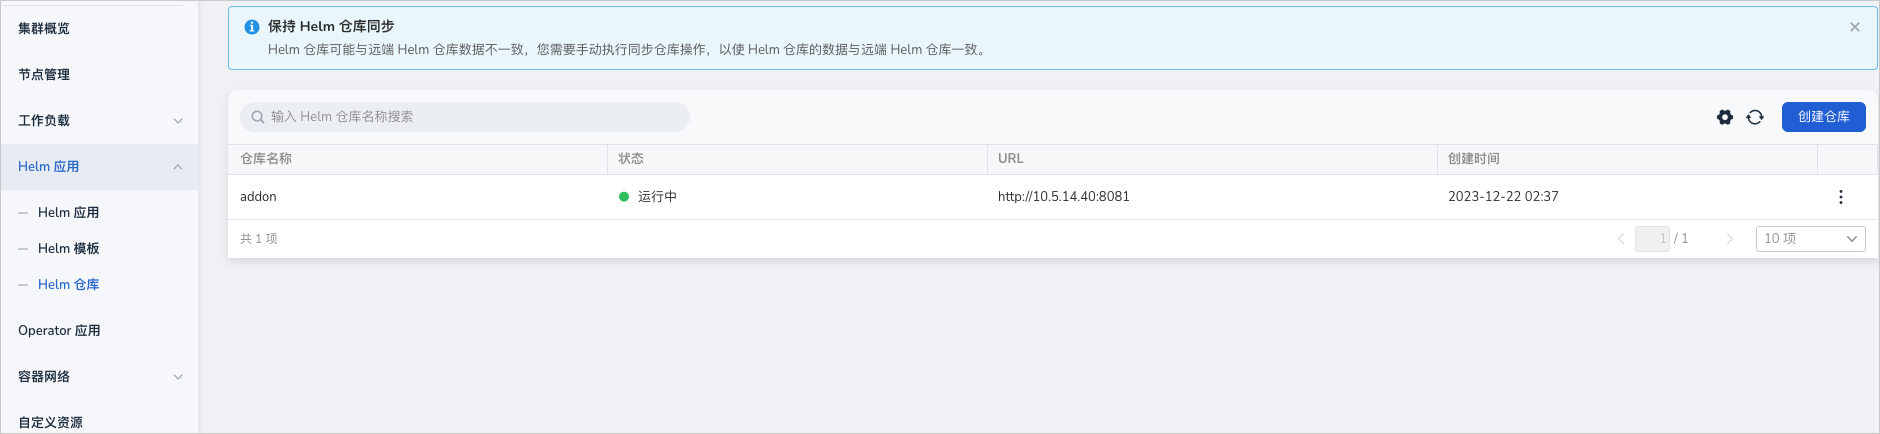 集群概览
节点管理
工作负载
Helm 应用
Helm 应用
Helm 模板
Helm 仓库
Operator 应用
容器网络
自定义资源
保持 Helm 仓库同步
Helm 仓库可能与远端 Helm 仓库数据不一致，您需要手动执行同步仓库操作，以使 Helm 仓库的数据与远端 Helm 仓库一致。
输入 Helm 仓库名称搜索
创建仓库
仓库名称 状态 URL 创建时间
addon 运行中 http://10.5.14.40:8081 2023-12-22 02:37
共 1 项 1 / 1 10 项